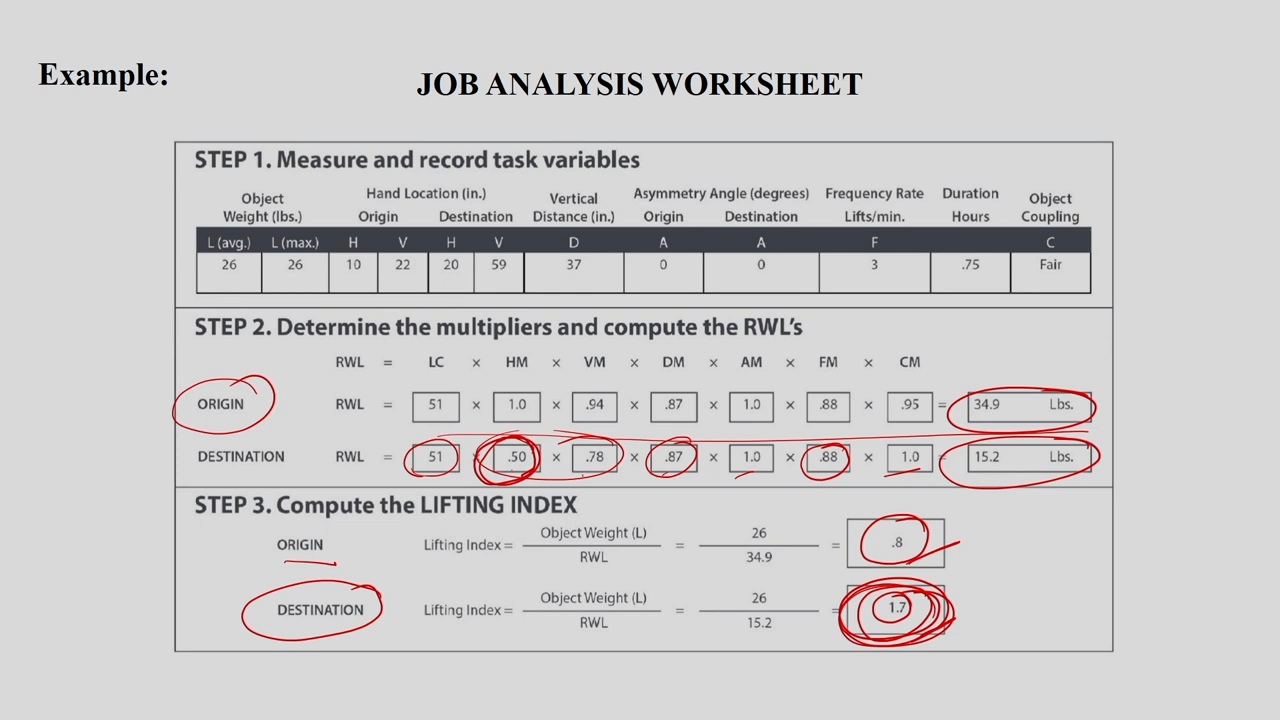 Example:
JOB ANALYSIS WORKSHEET
STEP 1. Measure and record task variables
Object Weight (lbs.) Hand Location (in.) Origin Destination Vertical Distance (in.) Asymmetry Angle (degrees) Origin Destination Frequency Rate Lifts/min. Duration Hours Object Coupling
L (avg.) L (max.) H V H V D A A F C
26 26 10 22 20 59 37 0 0 3 .75 Fair
STEP 2. Determine the multipliers and compute the RWL's
RWL = LC × HM × VM × DM × AM × FM × CM
ORIGIN RWL = 51 × 1.0 × .94 × .87 × 1.0 × .88 × .95 = 34.9 Lbs.
DESTINATION RWL = 51 × .50 × .78 × .87 × 1.0 × .88 × 1.0 = 15.2 Lbs.
STEP 3. Compute the LIFTING INDEX
ORIGIN Lifting Index = Object Weight (L) / RWL = 26 / 34.9 = .8
DESTINATION Lifting Index = Object Weight (L) / RWL = 26 / 15.2 = 1.7